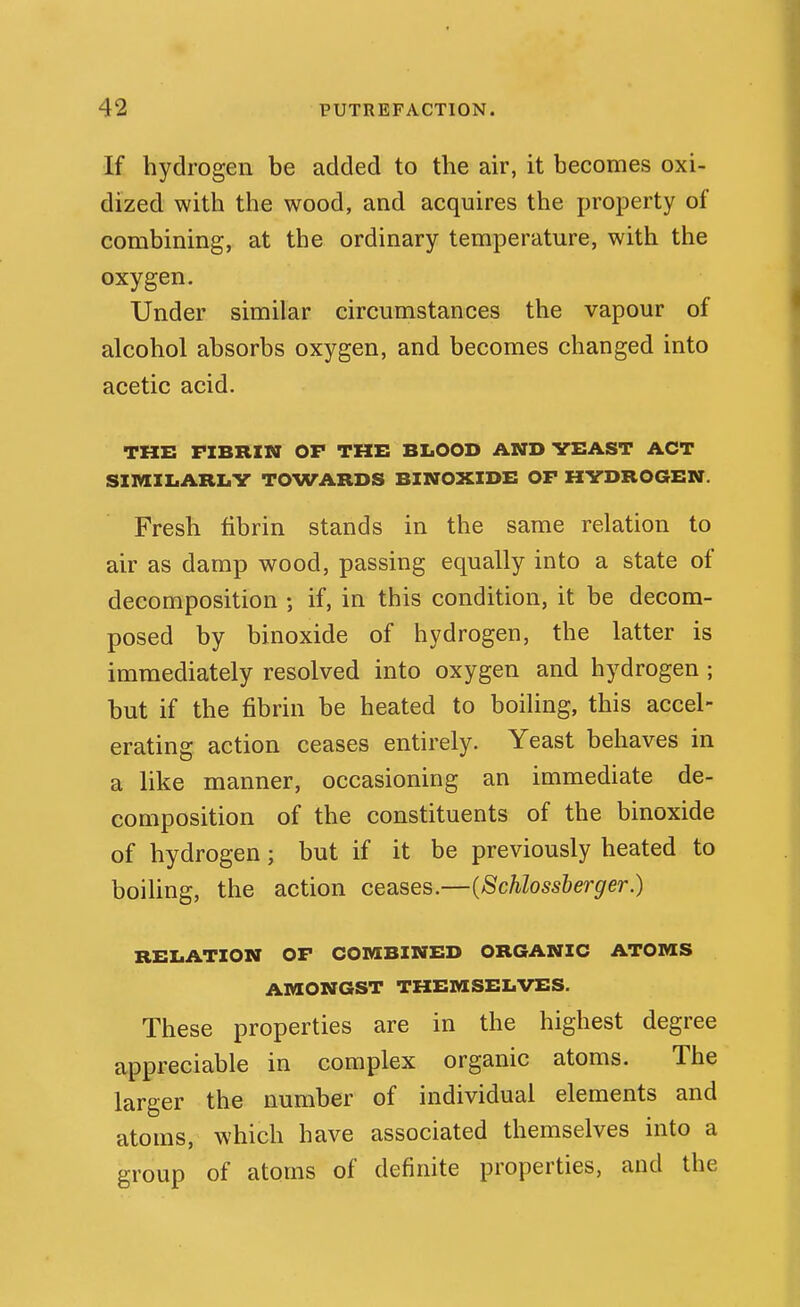 42 PUTREFACTION.
If hydrogen be added to the air, it becomes oxi-
dized with the wood, and acquires the property of
combining, at the ordinary temperature, with the
oxygen.
Under similar circumstances the vapour of
alcohol absorbs oxygen, and becomes changed into
acetic acid.
THE FIBRIN OF THE BLOOD AND YEAST ACT
SIMILARLY TOWARDS BINOXIDE OF HYDROGEN.
Fresh fibrin stands in the same relation to
air as damp wood, passing equally into a state of
decomposition ; if, in this condition, it be decom-
posed by binoxide of hydrogen, the latter is
immediately resolved into oxygen and hydrogen ;
but if the fibrin be heated to boiling, this accel-
erating action ceases entirely. Yeast behaves in
a like manner, occasioning an immediate de-
composition of the constituents of the binoxide
of hydrogen ; but if it be previously heated to
boiling, the action ceases.—(Schlossberger.)
RELATION OF COMBINED ORGANIC ATOMS
AMONGST THEMSELVES.
These properties are in the highest degree
appreciable in complex organic atoms. The
larger the number of individual elements and
atoms, which have associated themselves into a
group of atoms of definite properties, and the